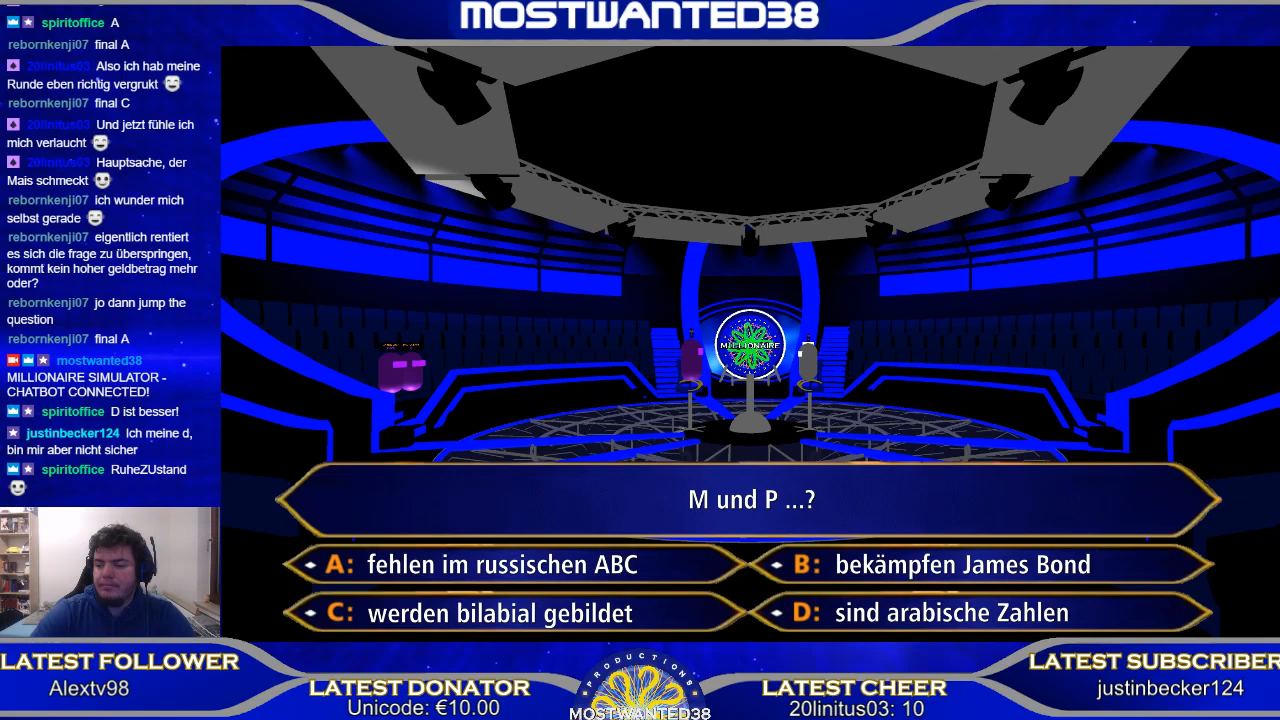 MOSTWANTED38
spiritoffice A
rebornkenji07 final A
20linitus03 Also ich hab meine
Runde eben richtig vergrukt
rebornkenji07 final C
20linitus03 Und jetzt fühle ich
mich verlaucht
20linitus03 Hauptsache, der
Mais schmeckt
rebornkenji07 ich wunder mich
selbst gerade
rebornkenji07 eigentlich rentiert
es sich die frage zu überspringen,
kommt kein hoher geldbetrag mehr
oder?
rebornkenji07 jo dann jump the
question
rebornkenji07 final A
mostwanted38
MILLIONAIRE SIMULATOR -
CHATBOT CONNECTED!
spiritoffice D ist besser!
justinbecker124 Ich meine d,
bin mir aber nicht sicher
spiritoffice RuheZUstand
MILLIONAIRE
M und P ...?
A: fehlen im russischen ABC
B: bekämpfen James Bond
C: werden bilabial gebildet
D: sind arabische Zahlen
LATEST FOLLOWER
Alextv98
LATEST DONATOR
Unicode: €10.00
PRODUCTIONS
MOSTWANTED38
LATEST CHEER
20linitus03: 10
LATEST SUBSCRIBER
justinbecker124